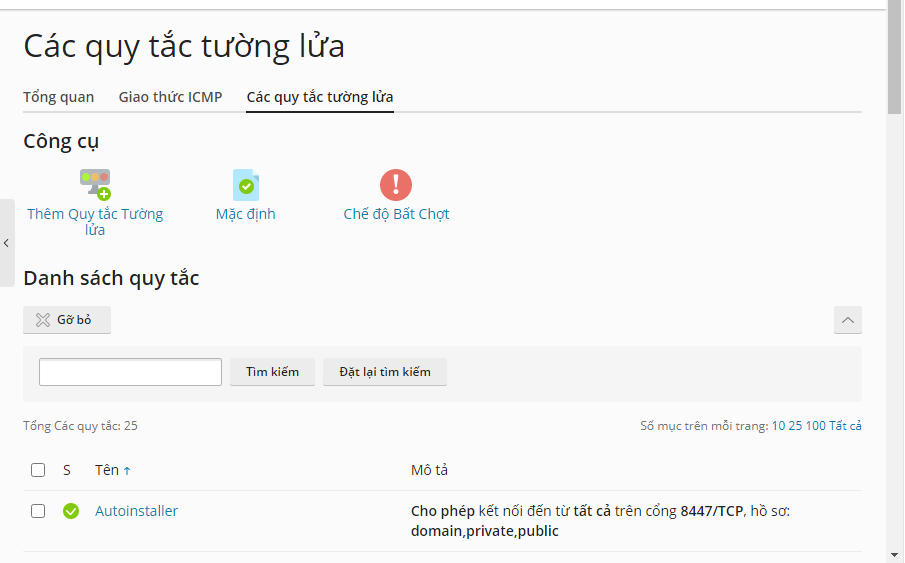 Các quy tắc tường lửa
Tổng quan Giao thức ICMP Các quy tắc tường lửa
Công cụ
Thêm Quy tắc Tường lửa
Mặc định
Chế độ Bất Chợt
Danh sách quy tắc
Gỡ bỏ
Tìm kiếm Đặt lại tìm kiếm
Tổng Các quy tắc: 25 Số mục trên mỗi trang: 10 25 100 Tất cả
S Tên ↑ Mô tả
Autoinstaller Cho phép kết nối đến từ tất cả trên cổng 8447/TCP, hồ sơ:
domain,private,public